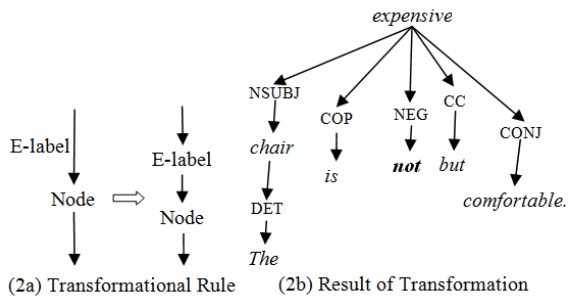 expensive
NSUBJ
COP
NEG
CC
CONJ
chair
is
not
but
comfortable.
DET
The
E-label
Node
E-label
Node
(2a) Transformational Rule
(2b) Result of Transformation